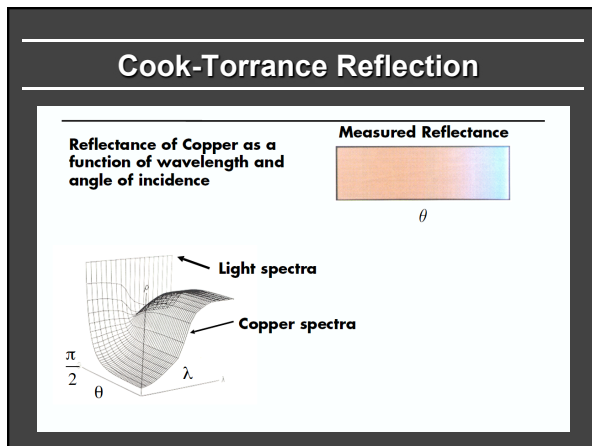 Cook-Torrance Reflection
Reflectance of Copper as a
function of wavelength and
angle of incidence
Measured Reflectance
θ
Light spectra
ρ
Copper spectra
π
2
θ
λ
λ